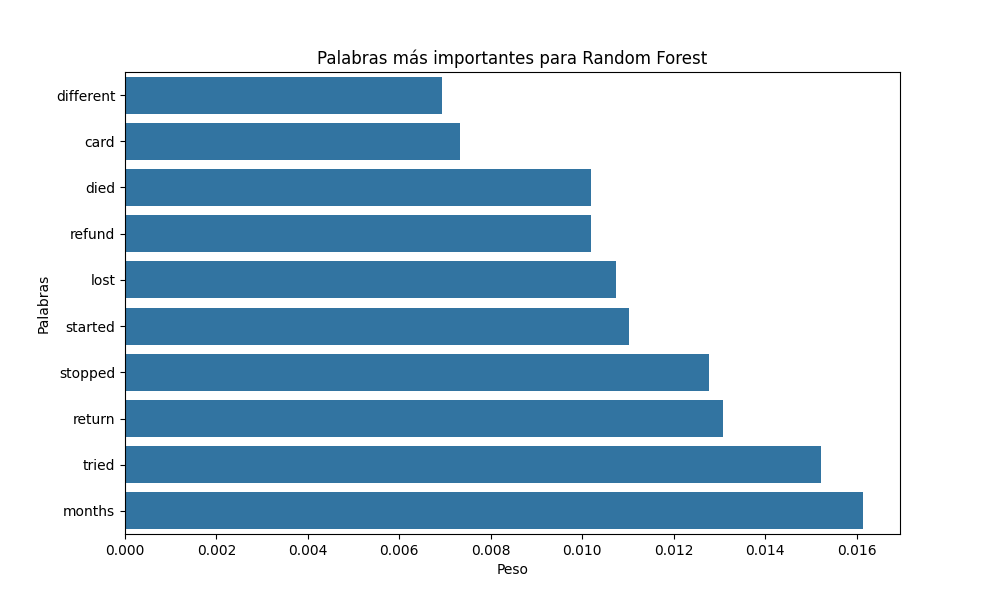 Palabras más importantes para Random Forest
different
card
died
refund
lost
started
stopped
return
tried
months
Palabras
0.000 0.002 0.004 0.006 0.008 0.010 0.012 0.014 0.016
Peso